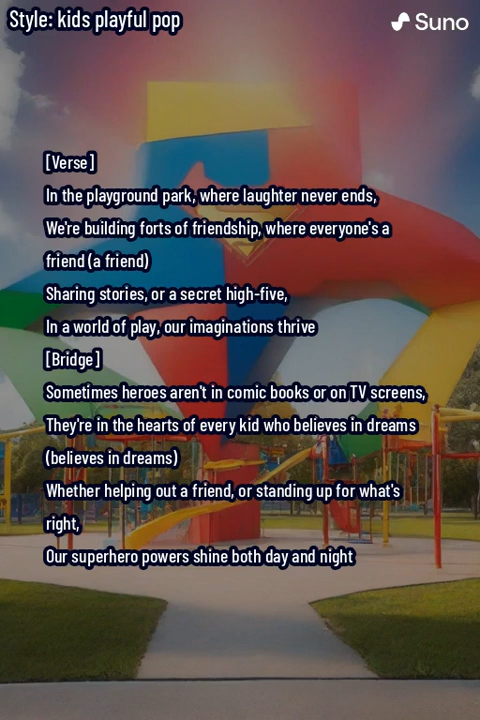 Style: kids playful pop
Suno
[Verse]
In the playground park, where laughter never ends,
We're building forts of friendship, where everyone's a
friend (a friend)
Sharing stories, or a secret high-five,
In a world of play, our imaginations thrive
[Bridge]
Sometimes heroes aren't in comic books or on TV screens,
They're in the hearts of every kid who believes in dreams
(believes in dreams)
Whether helping out a friend, or standing up for what's
right,
Our superhero powers shine both day and night